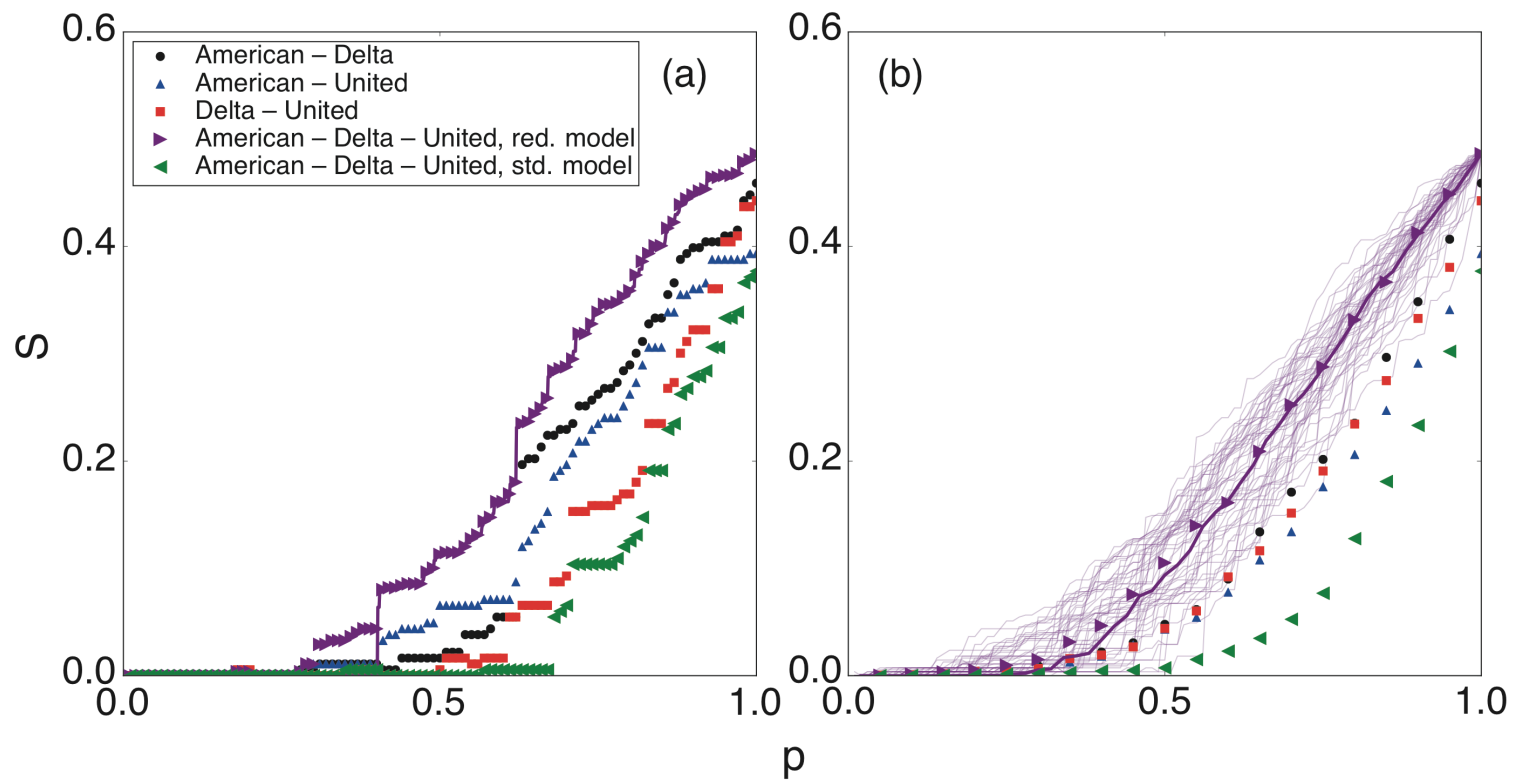 0.6
American – Delta
American – United
Delta – United
American – Delta – United, red. model
American – Delta – United, std. model
(a)
0.4
0.2
0.0
0.0
0.5
1.0
S
0.6
(b)
0.4
0.2
0.0
0.0
0.5
1.0
p